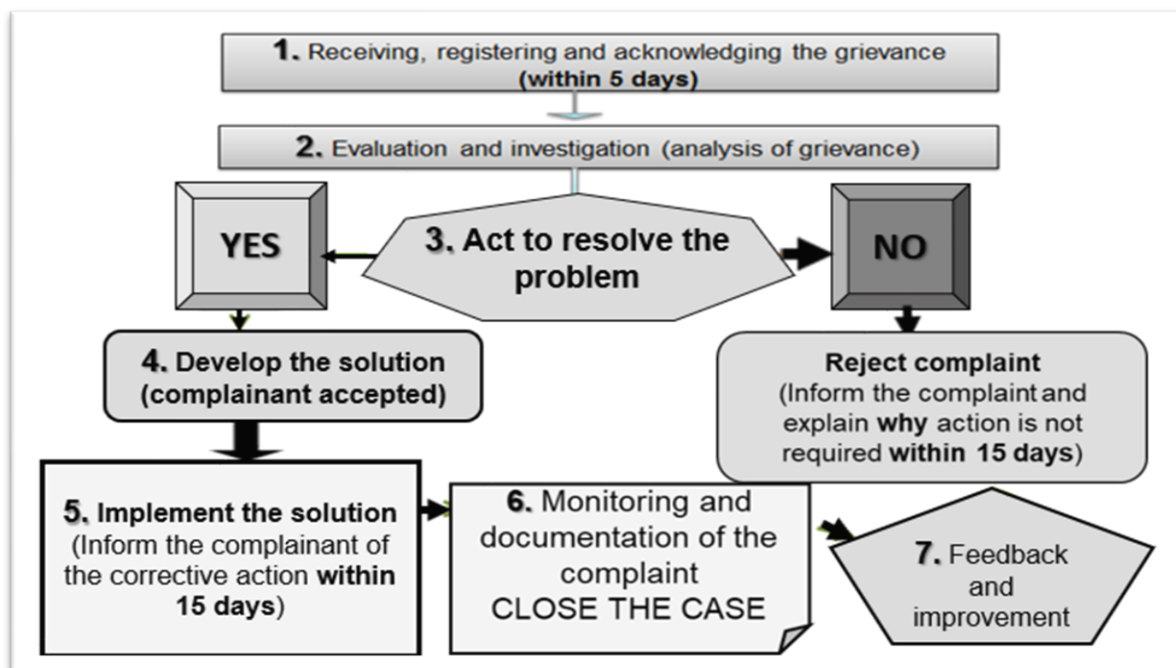 1. Receiving, registering and acknowledging the grievance
(within 5 days)
2. Evaluation and investigation (analysis of grievance)
YES
3. Act to resolve the
problem
NO
4. Develop the solution
(complainant accepted)
Reject complaint
(Inform the complaint and
explain why action is not
required within 15 days)
5. Implement the solution
(Inform the complainant of
the corrective action within
15 days)
6. Monitoring and
documentation of the
complaint
CLOSE THE CASE
7. Feedback
and
improvement